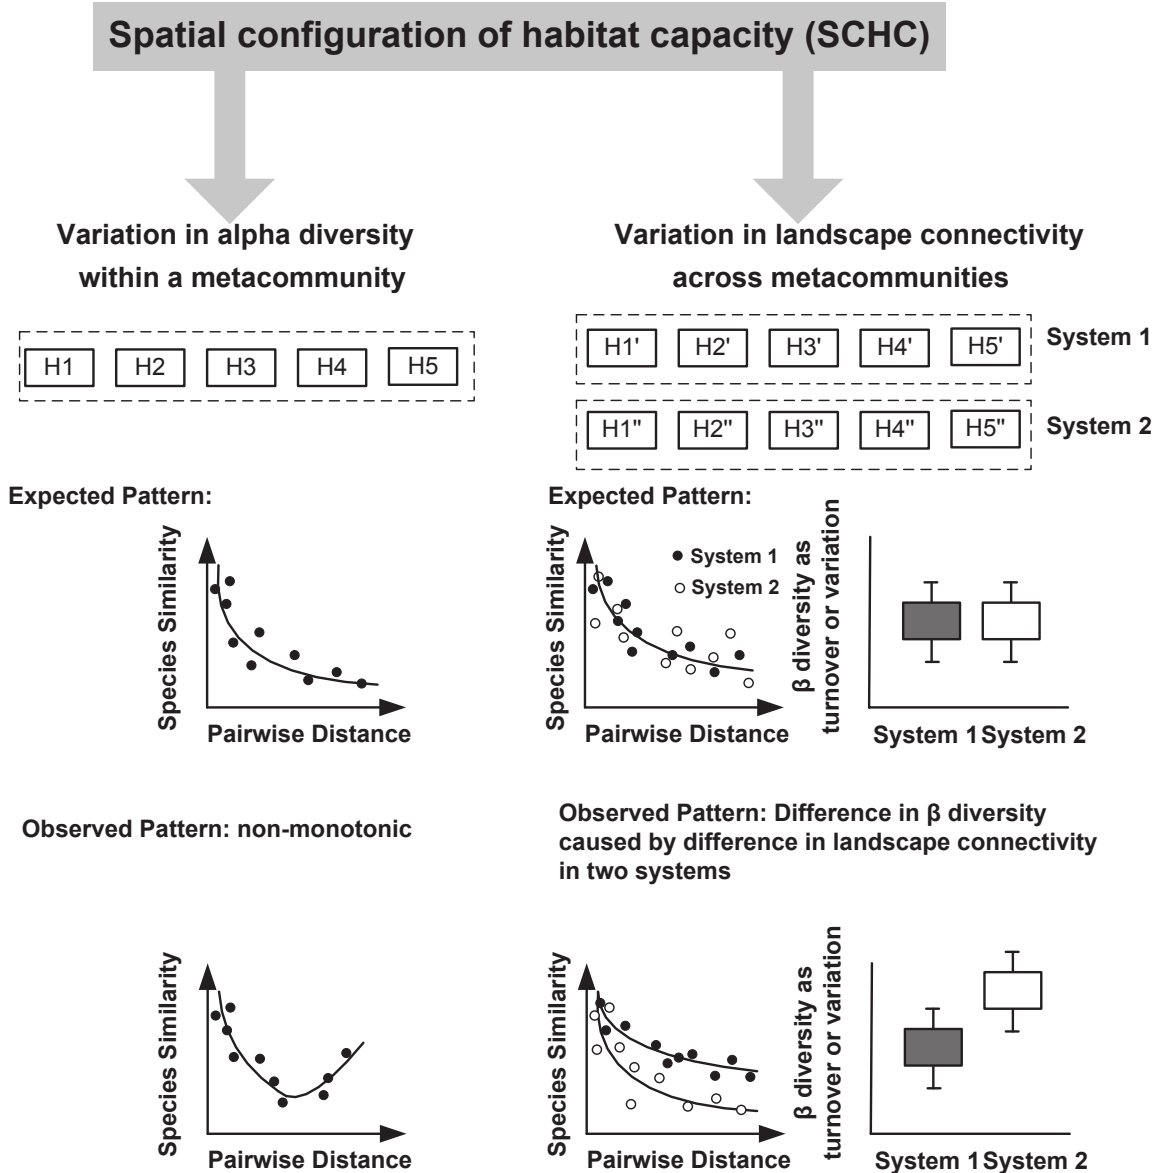 Spatial configuration of habitat capacity (SCHC)
Variation in alpha diversity
within a metacommunity
H1 H2 H3 H4 H5
Expected Pattern:
Species Similarity
Pairwise Distance
Observed Pattern: non-monotonic
Species Similarity
Pairwise Distance
Variation in landscape connectivity
across metacommunities
H1' H2' H3' H4' H5' System 1
H1'' H2'' H3'' H4'' H5'' System 2
Expected Pattern:
Species Similarity
System 1
System 2
Pairwise Distance
β diversity as
turnover or variation
System 1 System 2
Observed Pattern: Difference in β diversity
caused by difference in landscape connectivity
in two systems
Species Similarity
Pairwise Distance
β diversity as
turnover or variation
System 1 System 2